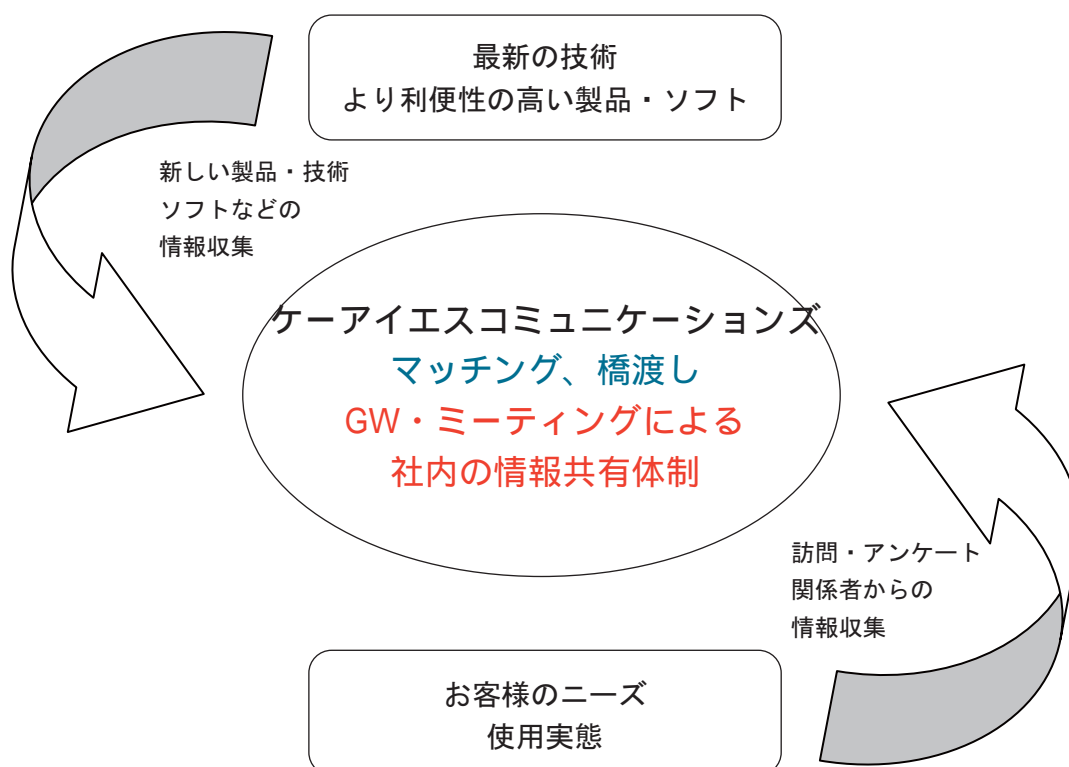 最新の技術
より利便性の高い製品・ソフト
新しい製品・技術
ソフトなどの
情報収集
ケーアイエスコミュニケーションズ
マッチング、橋渡し
GW・ミーティングによる
社内の情報共有体制
訪問・アンケート
関係者からの
情報収集
お客様のニーズ
使用実態